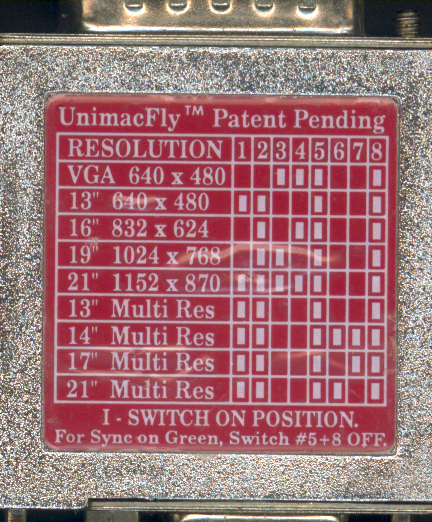 UnimacFly™ Patent Pending
RESOLUTION 1 2 3 4 5 6 7 8
VGA 640 x 480
13" 640 x 480
16" 832 x 624
19" 1024 x 768
21" 1152 x 870
13" Multi Res
14" Multi Res
17" Multi Res
21" Multi Res
I - SWITCH ON POSITION.
For Sync on Green, Switch #5+8 OFF.